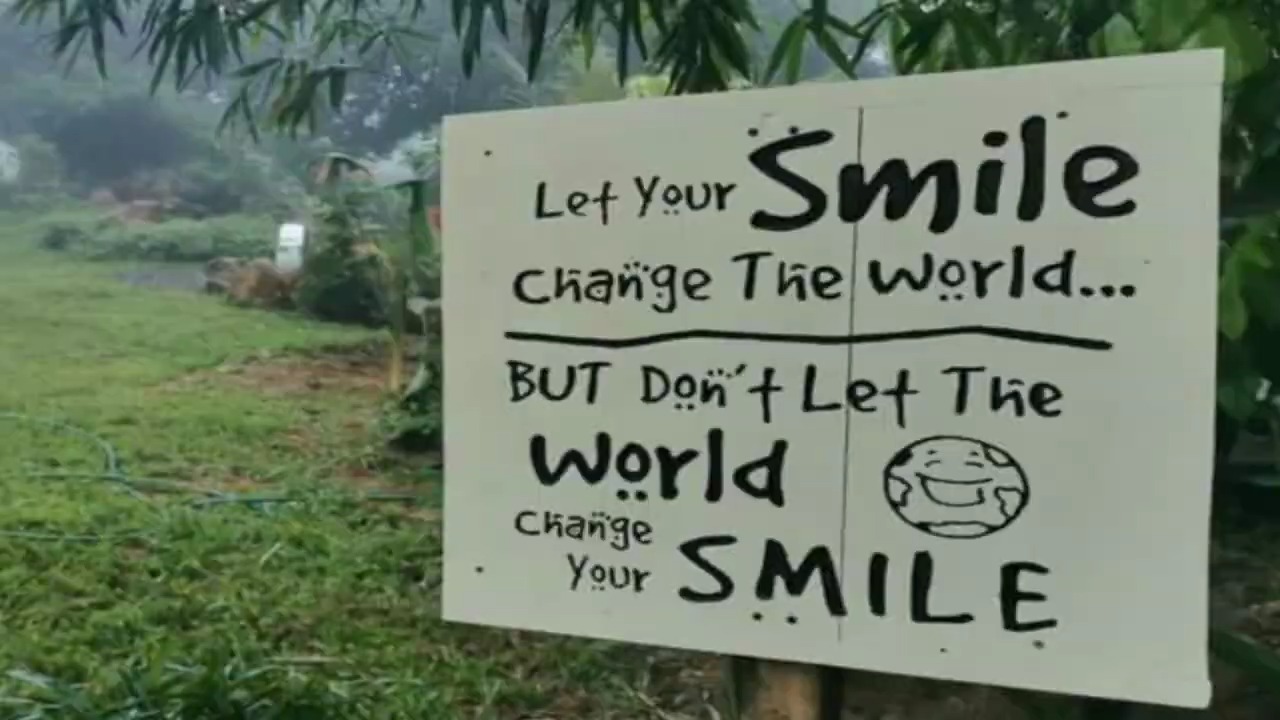 Let Your Smile
Change The World...
BUT Don't Let The
World
Change
Your SMILE